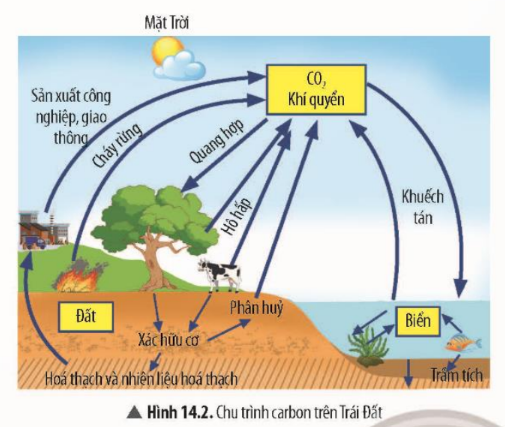 Mặt Trời
CO₂
Khí quyển
Sản xuất công
nghiệp, giao
thông
Cháy rừng
Quang hợp
Hô hấp
Khuếch
tán
Phân huỷ
Đất
Biển
Xác hữu cơ
Hoá thạch và nhiên liệu hoá thạch
Trầm tích
▲ Hình 14.2. Chu trình carbon trên Trái Đất